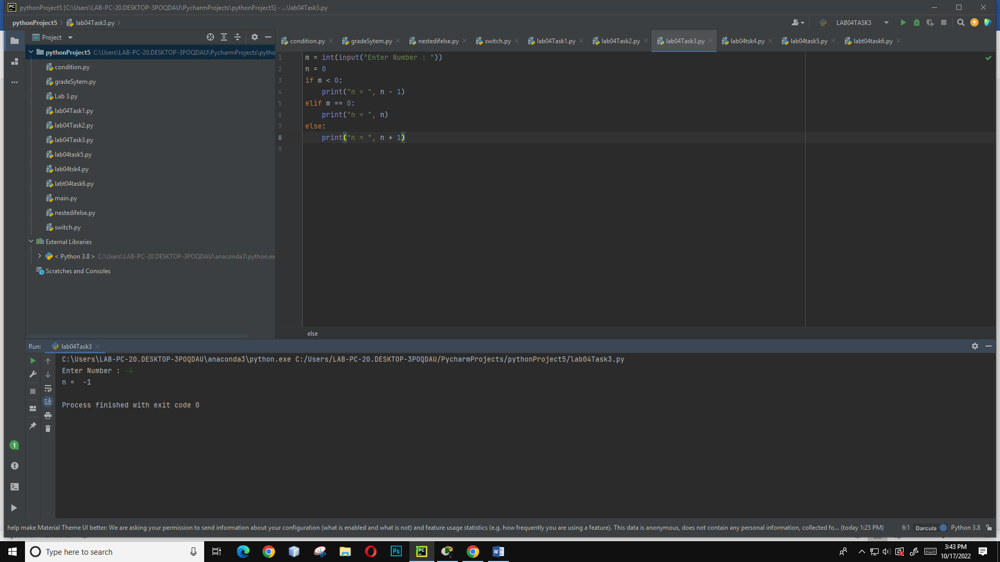 pythonProject5 [C:\Users\LAB-PC-20.DESKTOP-3POQDAU\PycharmProjects\pythonProject5] - ...\lab04Task3.py
pythonProject5 lab04Task3.py
LAB04TASK3
Project
condition.py gradeSytem.py nestedifelse.py switch.py lab04Task1.py lab04Task2.py lab04Task3.py lab04tsk4.py lab04task5.py labt04task6.py
pythonProject5 C:\Users\LAB-PC-20.DESKTOP-3POQDAU\PycharmProjects\pytho
condition.py
gradeSytem.py
Lab 3.py
lab04Task1.py
lab04Task2.py
lab04Task3.py
lab04task5.py
lab04tsk4.py
labt04task6.py
main.py
nestedifelse.py
switch.py
External Libraries
< Python 3.8 > C:\Users\LAB-PC-20.DESKTOP-3POQDAU\anaconda3\python.ex
Scratches and Consoles
1 m = int(input("Enter Number : "))
2 n = 0
3 if m < 0:
4 print("n = ", n - 1)
5 elif m == 0:
6 print("n = ", n)
7 else:
8 print("n = ", n + 1)
9
else
Run: lab04Task3
C:\Users\LAB-PC-20.DESKTOP-3POQDAU\anaconda3\python.exe C:/Users/LAB-PC-20.DESKTOP-3POQDAU/PycharmProjects/pythonProject5/lab04Task3.py
Enter Number : -4
n =  -1
Process finished with exit code 0
1
help make Material Theme UI better: We are asking your permission to send information about your configuration (what is enabled and what is not) and feature usage statistics (e.g. how frequently you are using a feature). This data is anonymous, does not contain any personal information, collected fo... (today 1:25 PM) 6:1 Darcula Python 3.8
Type here to search
Ps
PC
3:43 PM
10/17/2022